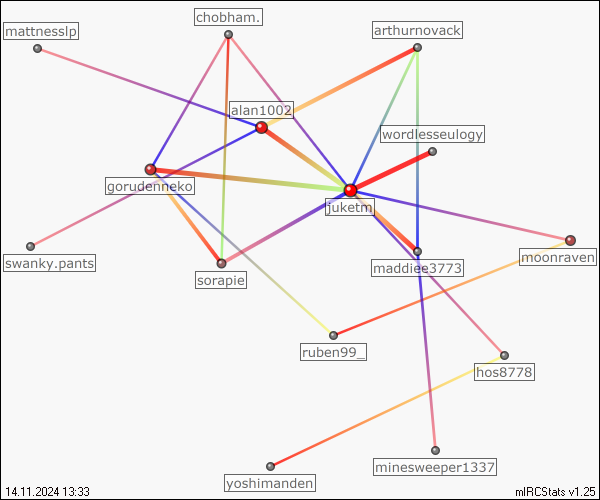 chobham.
mattnesslp
arthurnovack
alan1002
wordlesseulogy
gorudenneko
juketm
swanky.pants
moonraven
maddiee3773
sorapie
ruben99_
hos8778
minesweeper1337
yoshimanden
14.11.2024 13:33
mIRCStats v1.25